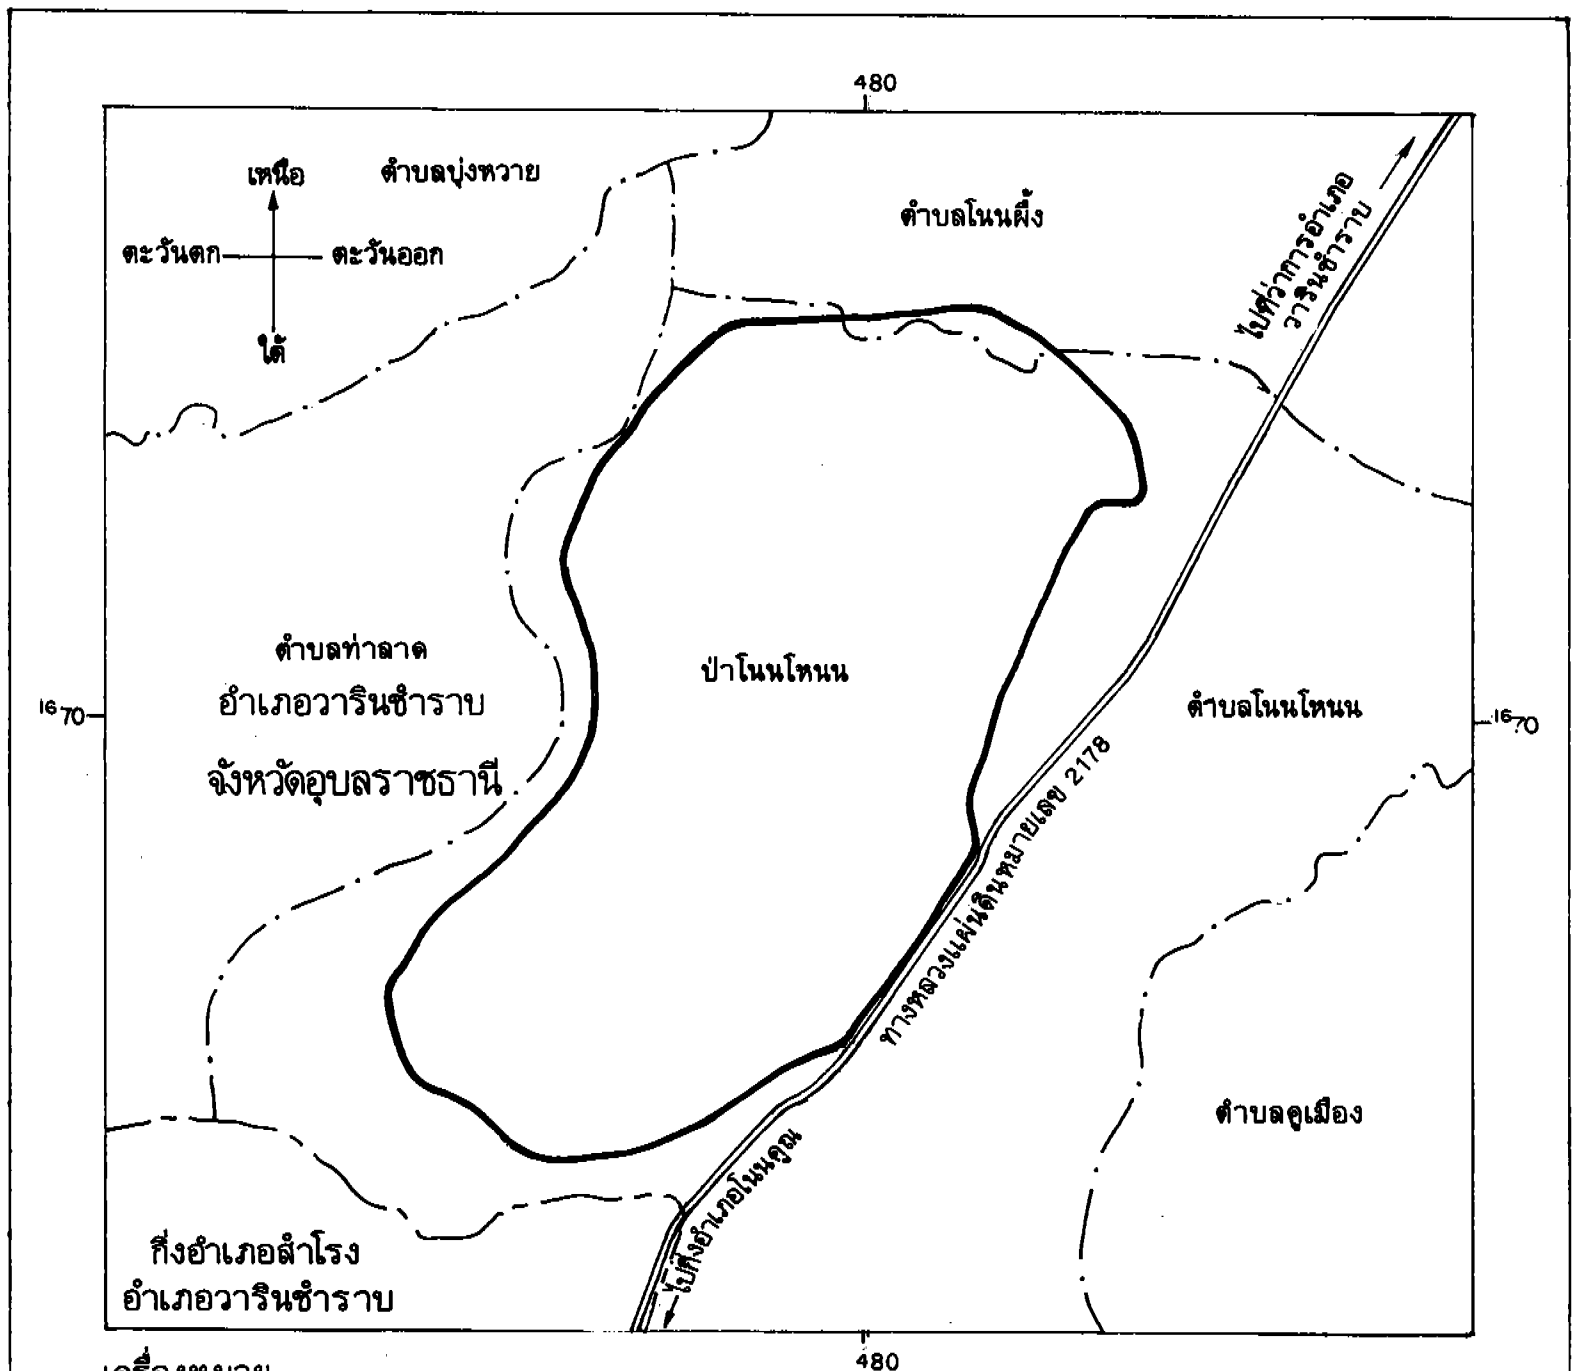 480
เหนือ
ตำบลบุ่งหวาย
ตะวันตก
ตะวันออก
ใต้
ตำบลโนนผึ้ง
ไปที่ว่าการอำเภอ
วารินชำราบ
ตำบลท่าลาด
อำเภอวารินชำราบ
จังหวัดอุบลราชธานี
ป่าโนนโหนน
ตำบลโนนโหนน
1670
1670
ทางหลวงแผ่นดินหมายเลข 2178
ตำบลคูเมือง
ไปกิ่งอำเภอโนนคูณ
กิ่งอำเภอสำโรง
อำเภอวารินชำราบ
480
เครื่องหมาย